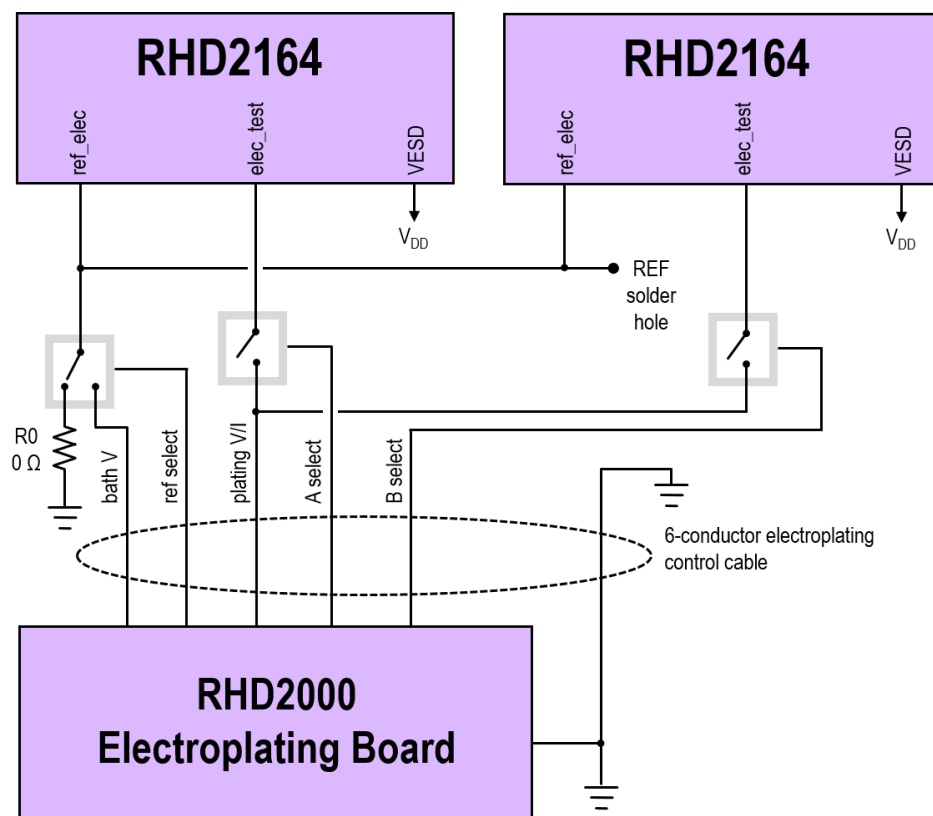 RHD2164
ref_elec
elec_test
VESD
VDD
RHD2164
ref_elec
elec_test
VESD
VDD
REF
solder
hole
R0
0 Ω
bath V
ref select
plating V/I
A select
B select
6-conductor electroplating
control cable
RHD2000
Electroplating Board